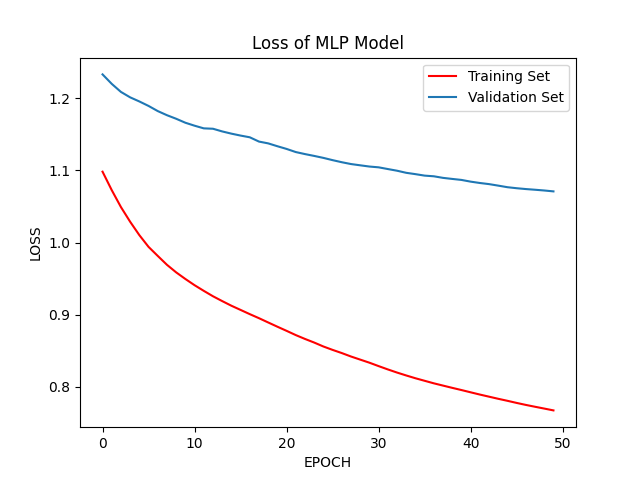 Loss of MLP Model
Training Set
Validation Set
LOSS
1.2
1.1
1.0
0.9
0.8
0 10 20 30 40 50
EPOCH